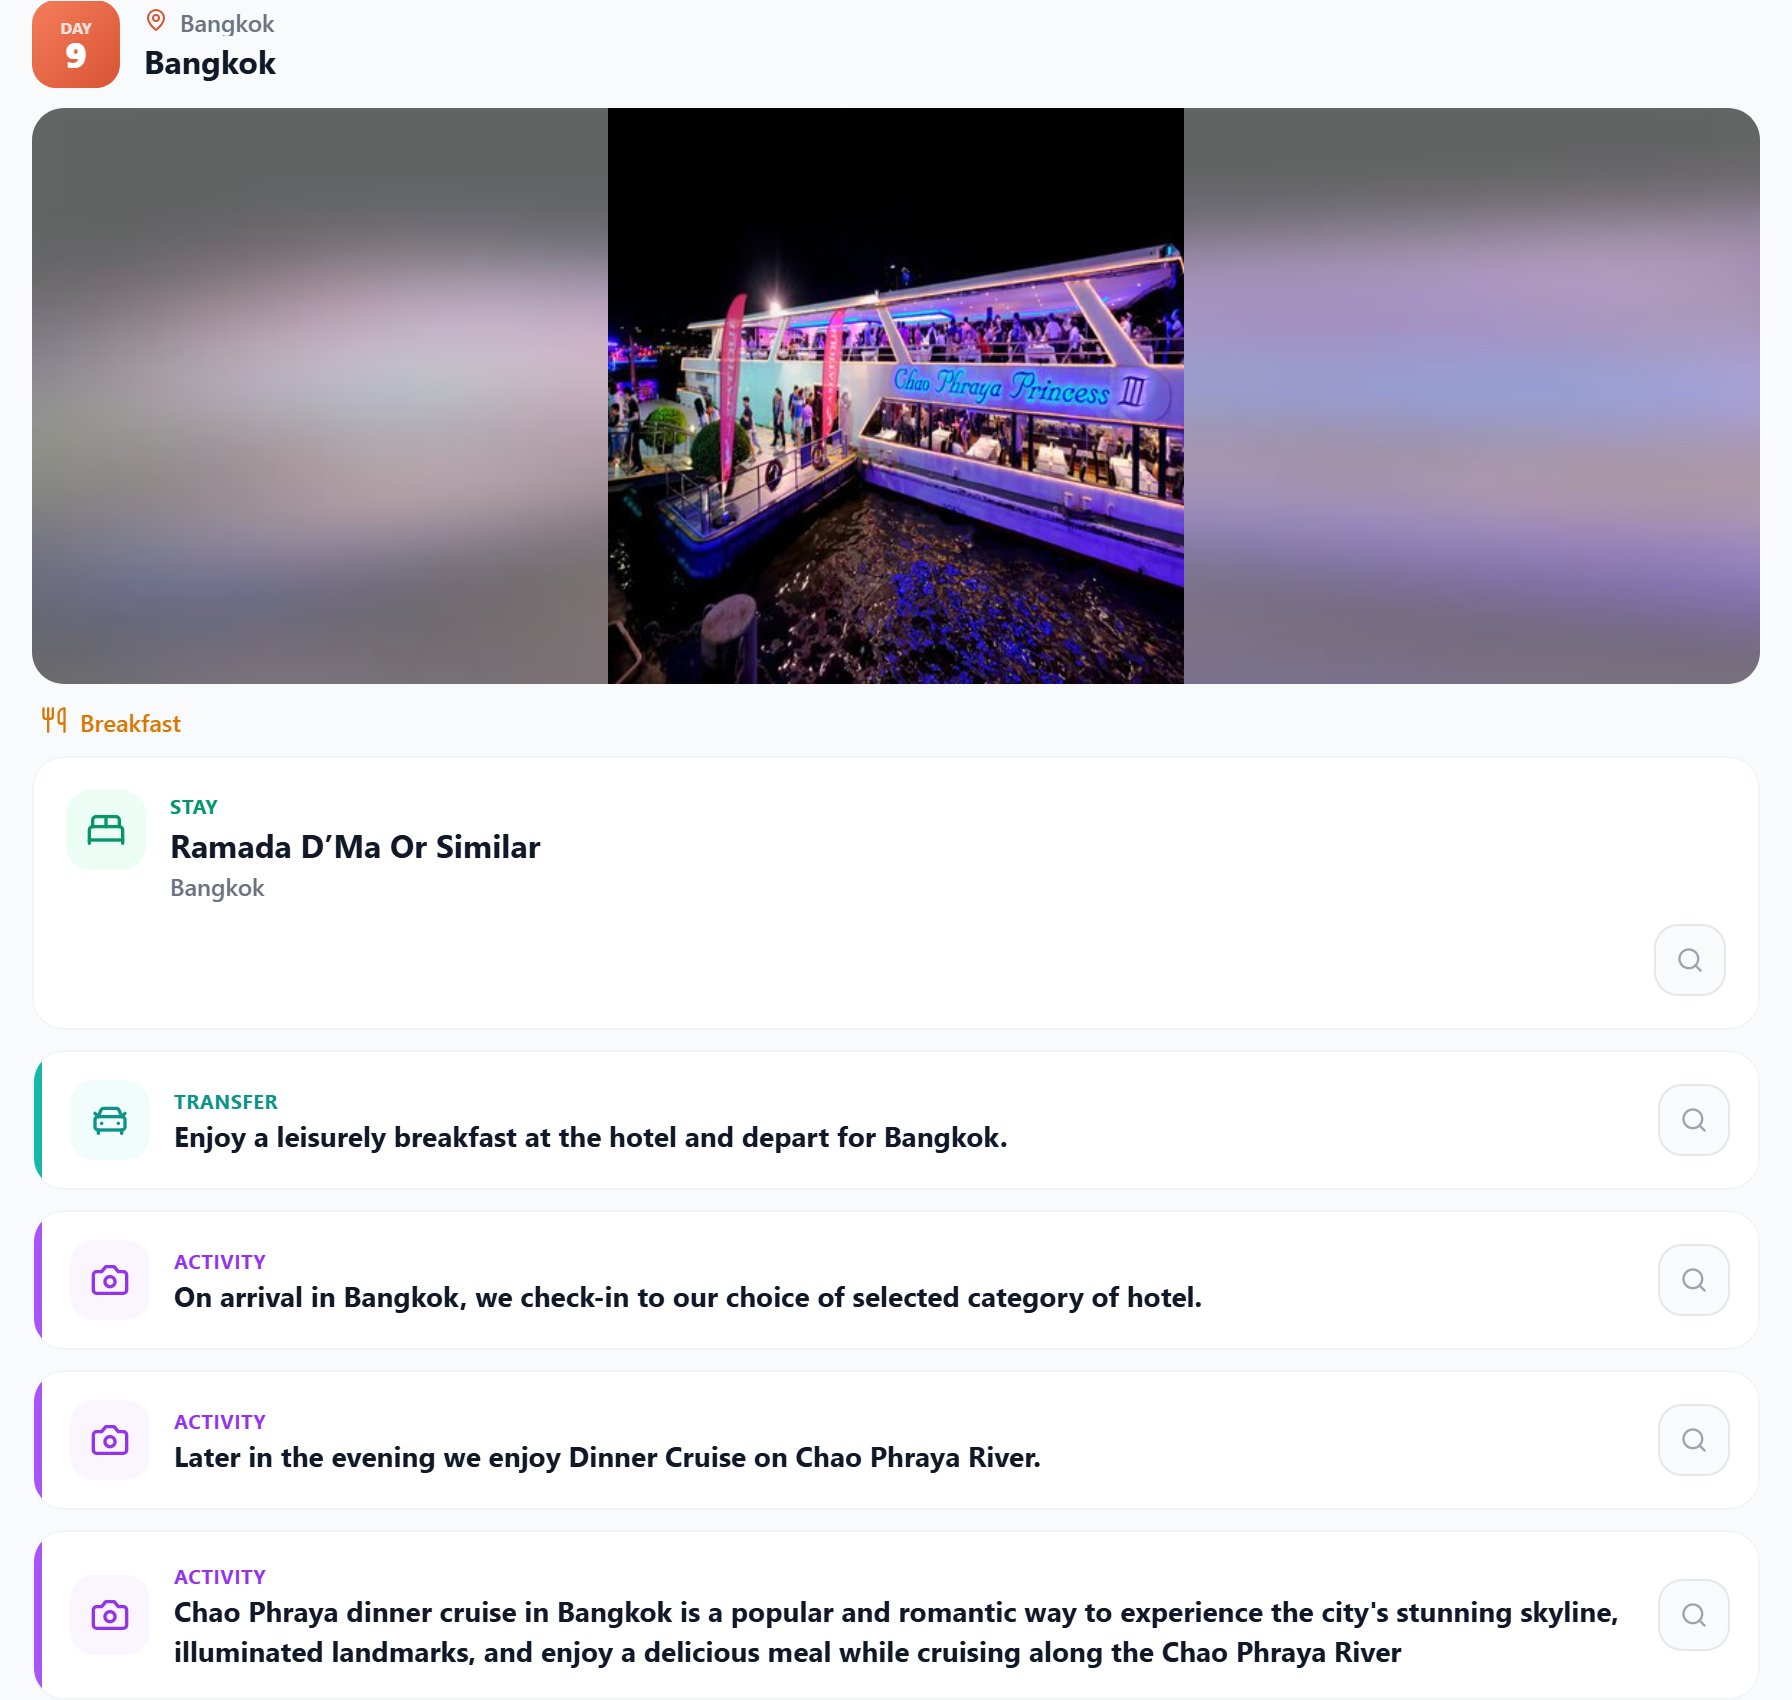 DAY
9
Bangkok
Bangkok
Chao Phraya Princess III
Breakfast
STAY
Ramada D’Ma Or Similar
Bangkok
TRANSFER
Enjoy a leisurely breakfast at the hotel and depart for Bangkok.
ACTIVITY
On arrival in Bangkok, we check-in to our choice of selected category of hotel.
ACTIVITY
Later in the evening we enjoy Dinner Cruise on Chao Phraya River.
ACTIVITY
Chao Phraya dinner cruise in Bangkok is a popular and romantic way to experience the city's stunning skyline,
illuminated landmarks, and enjoy a delicious meal while cruising along the Chao Phraya River